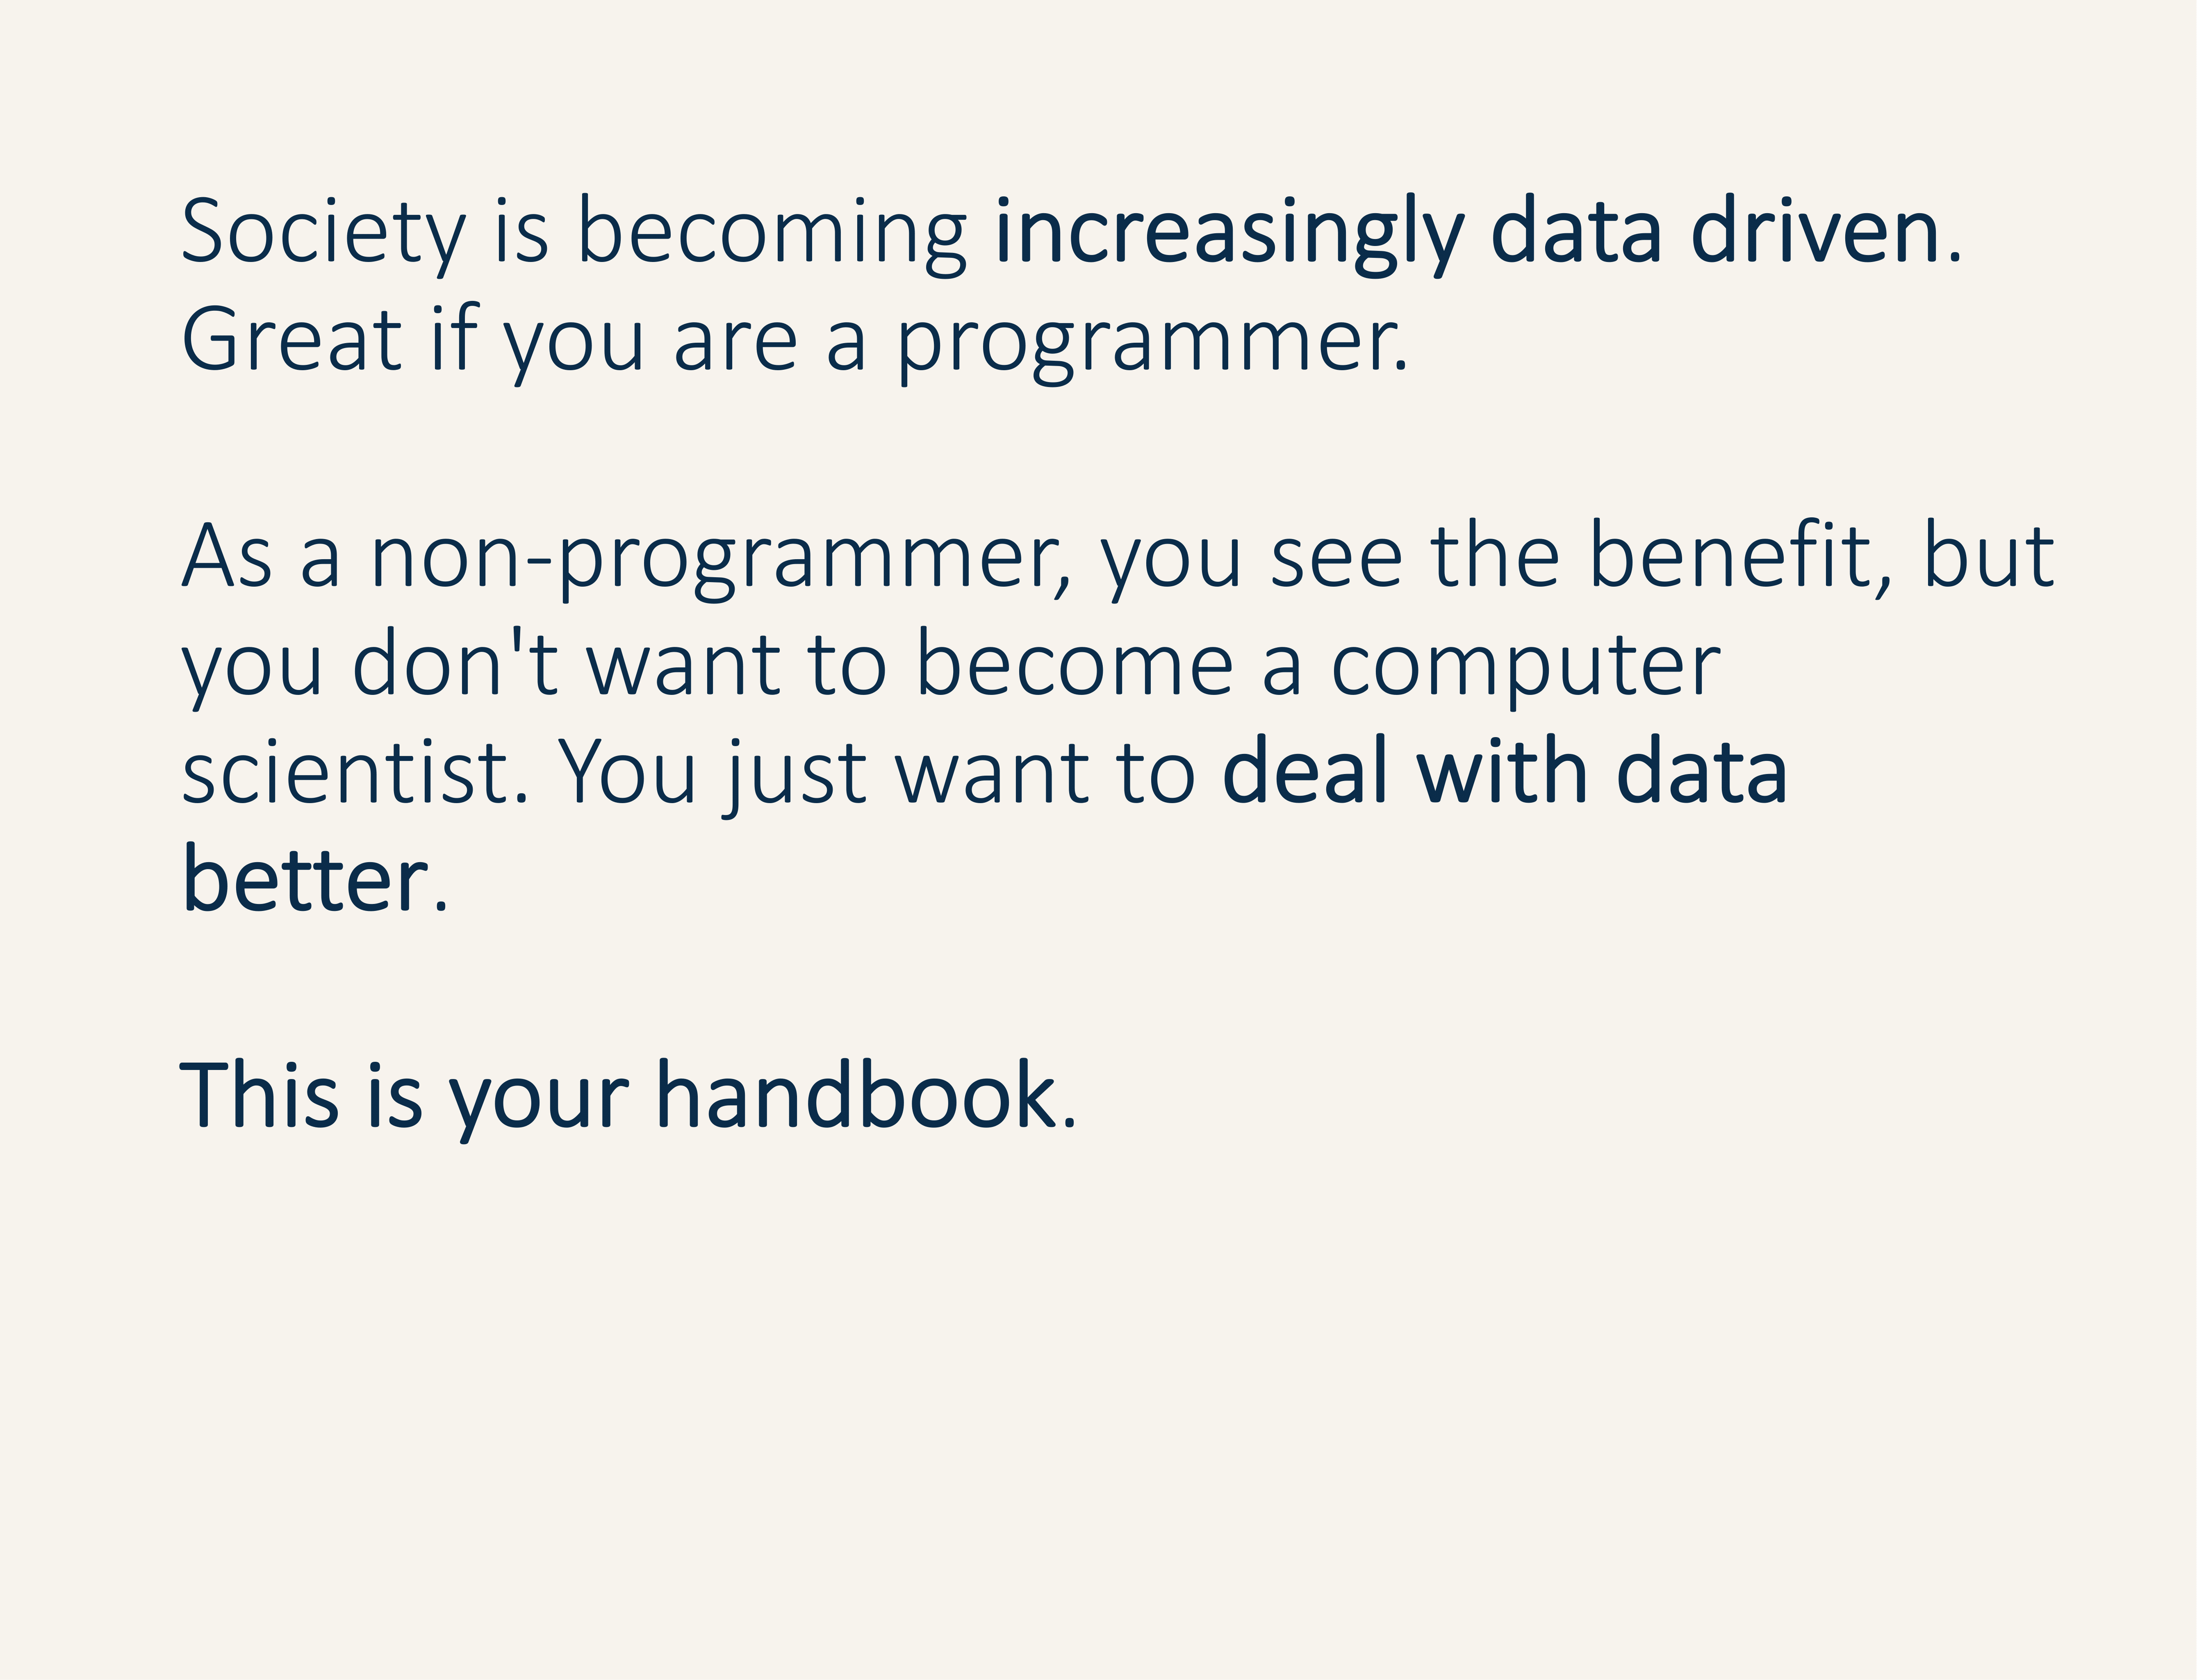 Society is becoming increasingly data driven.
Great if you are a programmer.
As a non-programmer, you see the benefit, but
you don't want to become a computer
scientist. You just want to deal with data
better.
This is your handbook.